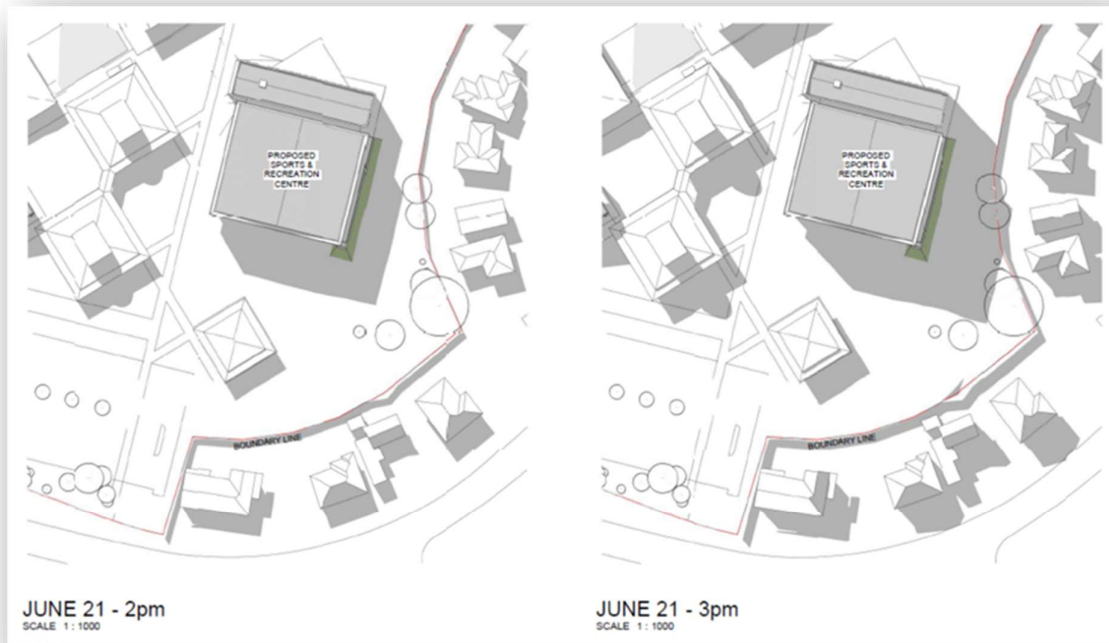 PROPOSED
SPORTS &
RECREATION
CENTRE
BOUNDARY LINE
JUNE 21 - 2pm
SCALE 1 : 1000
PROPOSED
SPORTS &
RECREATION
CENTRE
BOUNDARY LINE
JUNE 21 - 3pm
SCALE 1 : 1000